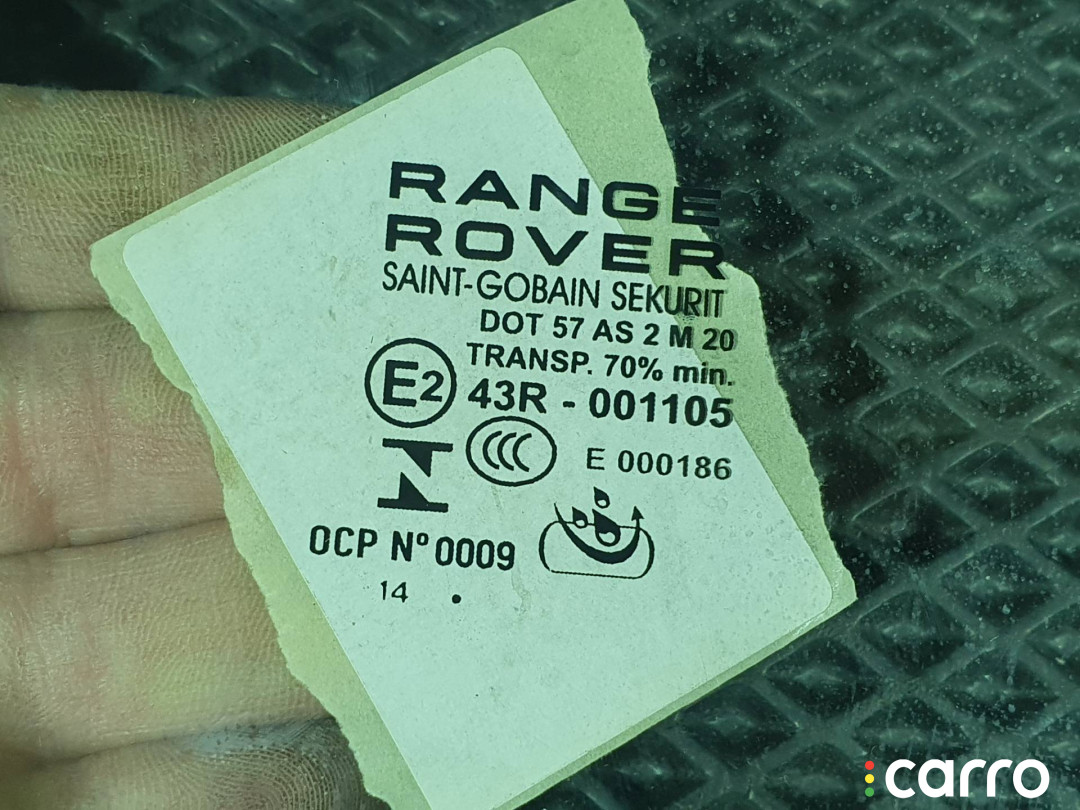 RANGE
ROVER
SAINT-GOBAIN SEKURIT
DOT 57 AS 2 M 20
TRANSP. 70% min.
E2 43R - 001105
CCC E 000186
OCP Nº 0009
14 .
carro